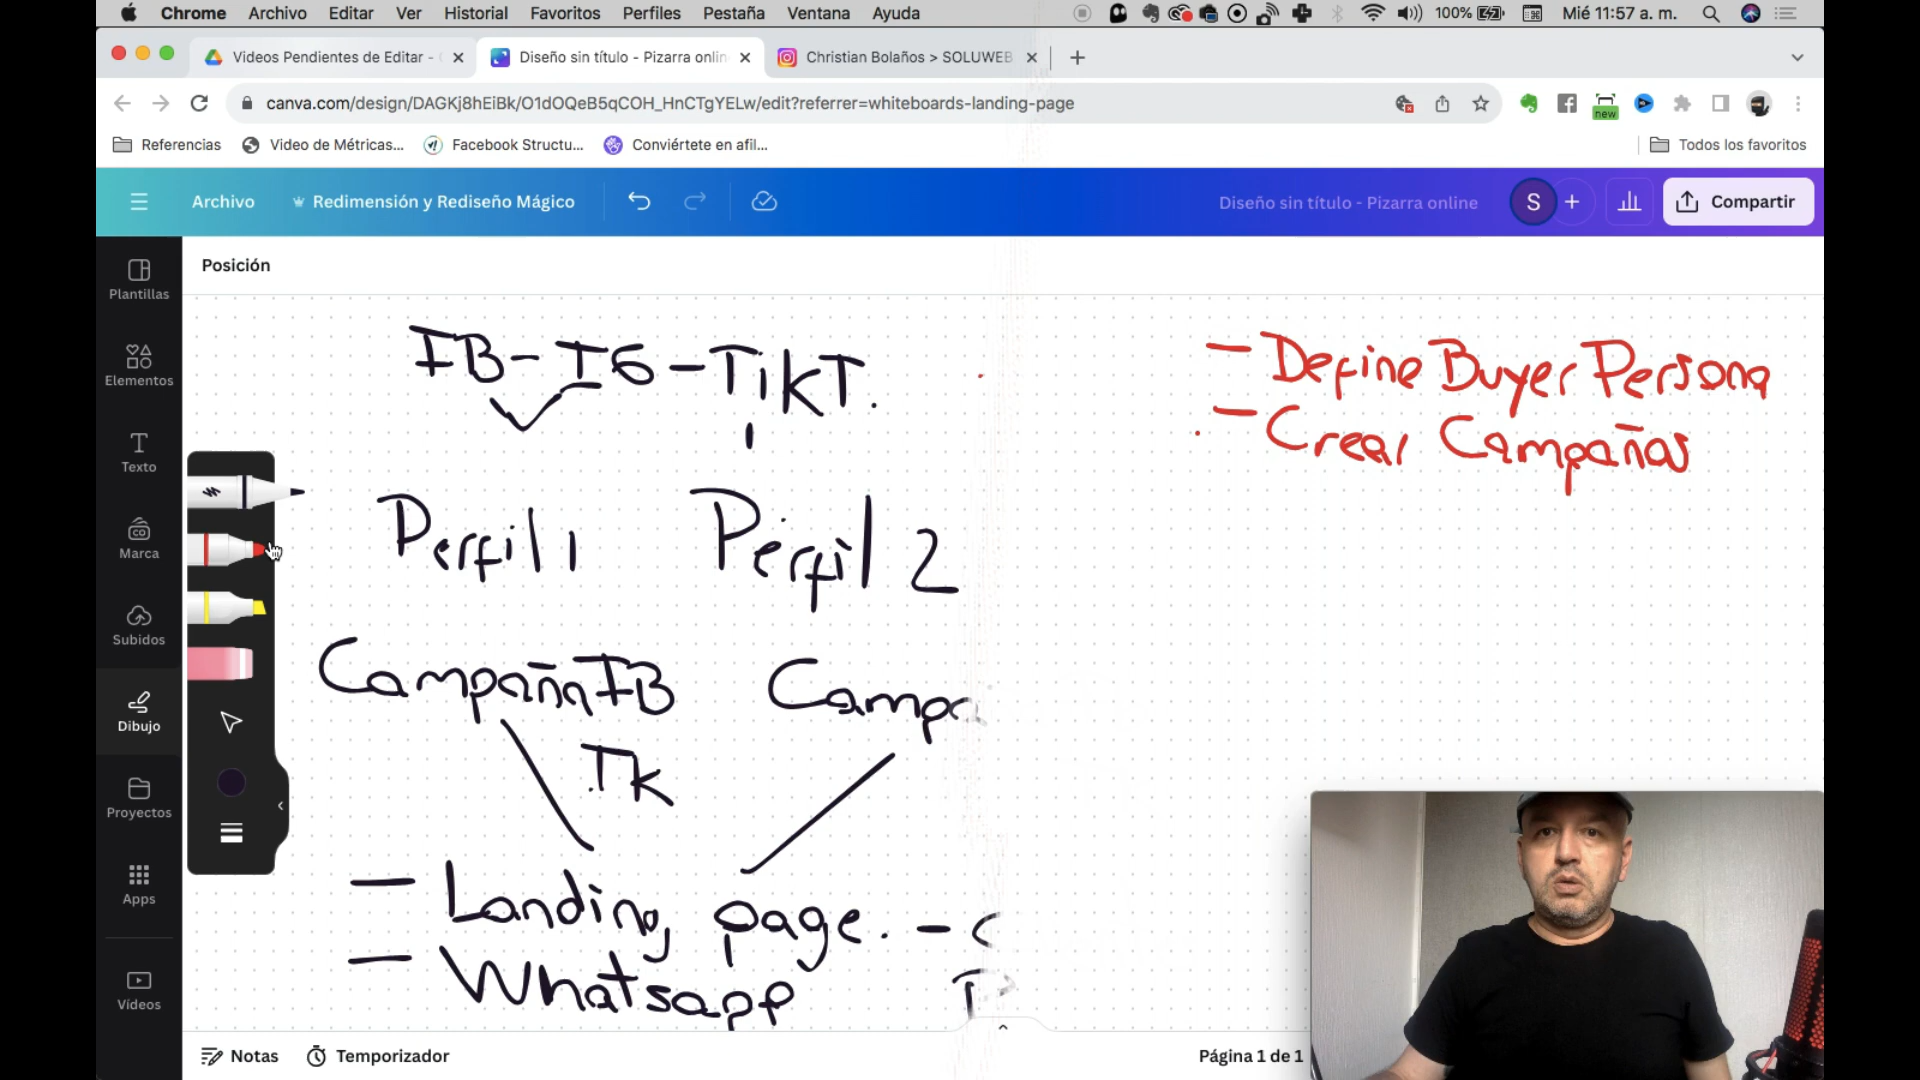 Chrome Archivo Editar Ver Historial Favoritos Perfiles Pestaña Ventana Ayuda 100% Mié 11:57 a. m.
Videos Pendientes de Editar - Diseño sin título - Pizarra onlin Christian Bolaños > SOLUWEB
canva.com/design/DAGKj8hEiBk/O1dOQeB5qCOH_HnCTgYELw/edit?referrer=whiteboards-landing-page new
Referencias Video de Métricas... Facebook Structu... Conviértete en afil... Todos los favoritos
Archivo Redimensión y Rediseño Mágico Diseño sin título - Pizarra online S + Compartir
Posición
Plantillas
Elementos
Texto
Marca
Subidos
Dibujo
Proyectos
Apps
Vídeos
FB - IG - TikT.
Perfil 1 Perfil 2
Campaña FB Campa
TK
- Landing page. -
- Whatsapp
- Define Buyer Persona
- Crear Campañas
Notas Temporizador Página 1 de 1